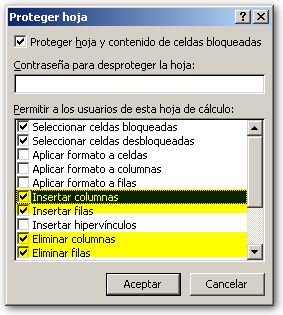 Proteger hoja
Proteger hoja y contenido de celdas bloqueadas
Contraseña para desproteger la hoja:
Permitir a los usuarios de esta hoja de cálculo:
Seleccionar celdas bloqueadas
Seleccionar celdas desbloqueadas
Aplicar formato a celdas
Aplicar formato a columnas
Aplicar formato a filas
Insertar columnas
Insertar filas
Insertar hipervínculos
Eliminar columnas
Eliminar filas
Aceptar
Cancelar